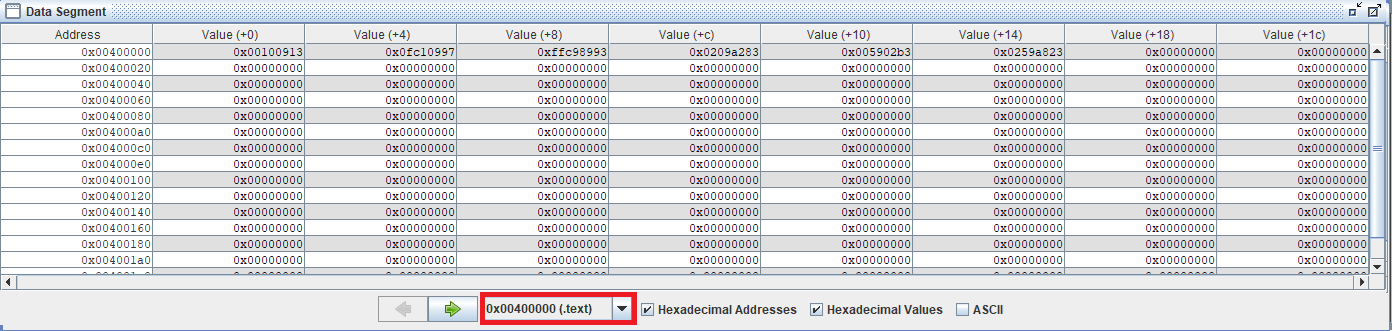 Data Segment
Address Value (+0) Value (+4) Value (+8) Value (+c) Value (+10) Value (+14) Value (+18) Value (+1c)
0x00400000 0x00100913 0x0fc10997 0xffc98993 0x0209a283 0x005902b3 0x0259a823 0x00000000 0x00000000
0x00400020 0x00000000 0x00000000 0x00000000 0x00000000 0x00000000 0x00000000 0x00000000 0x00000000
0x00400040 0x00000000 0x00000000 0x00000000 0x00000000 0x00000000 0x00000000 0x00000000 0x00000000
0x00400060 0x00000000 0x00000000 0x00000000 0x00000000 0x00000000 0x00000000 0x00000000 0x00000000
0x00400080 0x00000000 0x00000000 0x00000000 0x00000000 0x00000000 0x00000000 0x00000000 0x00000000
0x004000a0 0x00000000 0x00000000 0x00000000 0x00000000 0x00000000 0x00000000 0x00000000 0x00000000
0x004000c0 0x00000000 0x00000000 0x00000000 0x00000000 0x00000000 0x00000000 0x00000000 0x00000000
0x004000e0 0x00000000 0x00000000 0x00000000 0x00000000 0x00000000 0x00000000 0x00000000 0x00000000
0x00400100 0x00000000 0x00000000 0x00000000 0x00000000 0x00000000 0x00000000 0x00000000 0x00000000
0x00400120 0x00000000 0x00000000 0x00000000 0x00000000 0x00000000 0x00000000 0x00000000 0x00000000
0x00400140 0x00000000 0x00000000 0x00000000 0x00000000 0x00000000 0x00000000 0x00000000 0x00000000
0x00400160 0x00000000 0x00000000 0x00000000 0x00000000 0x00000000 0x00000000 0x00000000 0x00000000
0x00400180 0x00000000 0x00000000 0x00000000 0x00000000 0x00000000 0x00000000 0x00000000 0x00000000
0x004001a0 0x00000000 0x00000000 0x00000000 0x00000000 0x00000000 0x00000000 0x00000000 0x00000000
0x00400000 (.text) Hexadecimal Addresses Hexadecimal Values ASCII